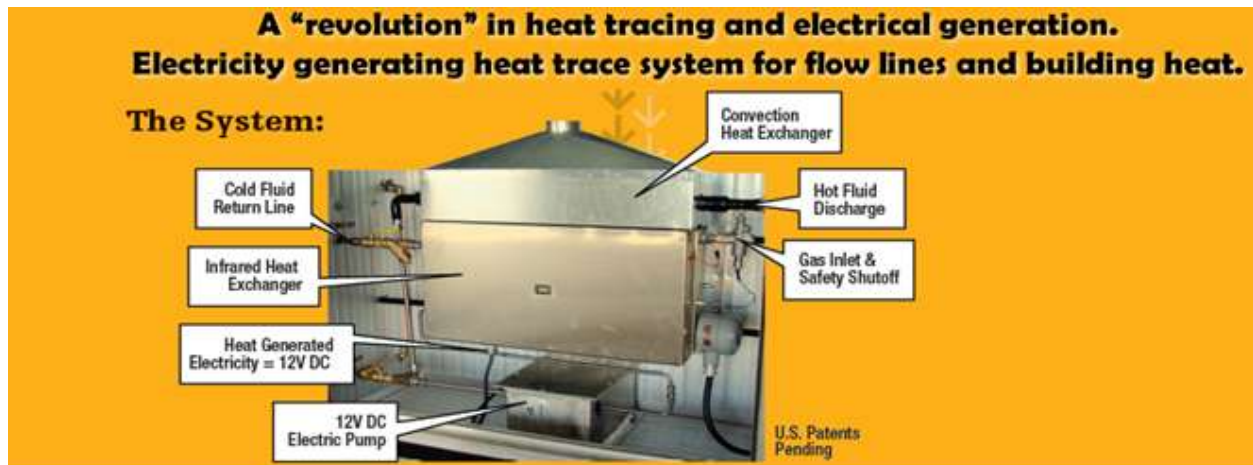 A “revolution” in heat tracing and electrical generation.
Electricity generating heat trace system for flow lines and building heat.
The System:
Convection
Heat Exchanger
Cold Fluid
Return Line
Hot Fluid
Discharge
Infrared Heat
Exchanger
Gas Inlet &
Safety Shutoff
Heat Generated
Electricity = 12V DC
12V DC
Electric Pump
U.S. Patents
Pending